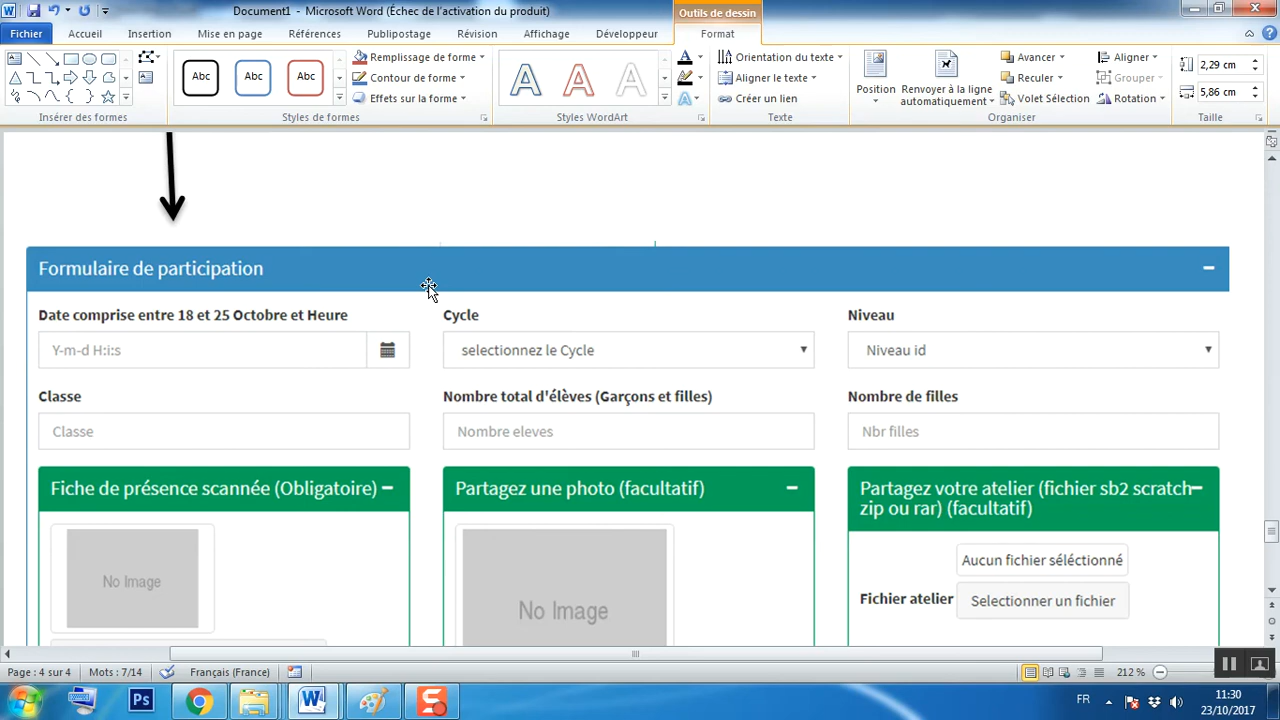 Document1 - Microsoft Word (Échec de l'activation du produit)
Outils de dessin
Fichier Accueil Insertion Mise en page Références Publipostage Révision Affichage Développeur Format
Abc Abc Abc
Remplissage de forme
Contour de forme
Effets sur la forme
A A A
Orientation du texte
Aligner le texte
Créer un lien
Position
Renvoyer à la ligne
automatiquement
Avancer
Reculer
Volet Sélection
Aligner
Grouper
Rotation
2,29 cm
5,86 cm
Insérer des formes Styles de formes Styles WordArt Texte Organiser Taille
Formulaire de participation
Date comprise entre 18 et 25 Octobre et Heure Cycle Niveau
Y-m-d H:i:s selectionnez le Cycle Niveau id
Classe Nombre total d'élèves (Garçons et filles) Nombre de filles
Classe Nombre eleves Nbr filles
Fiche de présence scannée (Obligatoire)
No Image
Partagez une photo (facultatif)
No Image
Partagez votre atelier (fichier sb2 scratch
zip ou rar) (facultatif)
Aucun fichier séléctionné
Fichier atelier Selectionner un fichier
Page : 4 sur 4 Mots : 7/14 Français (France) 212 %
Ps W S FR 11:30
23/10/2017